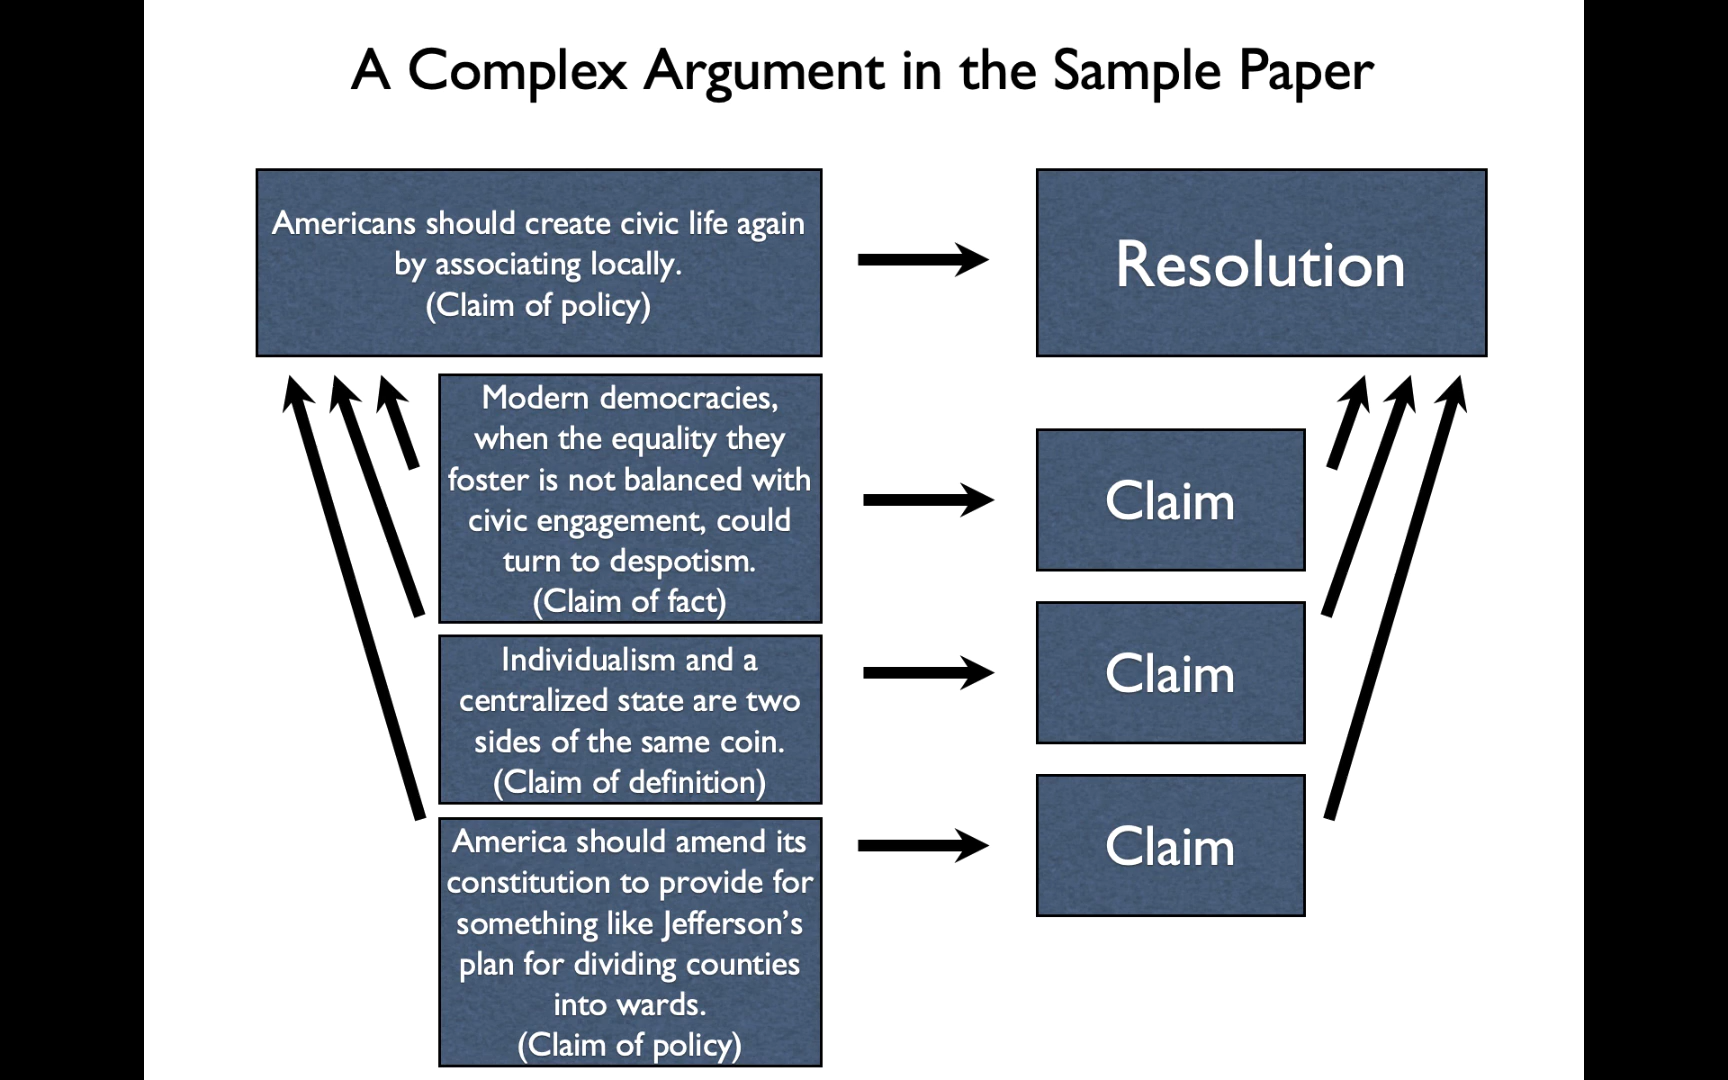 A Complex Argument in the Sample Paper
Americans should create civic life again
by associating locally.
(Claim of policy)
Resolution
Modern democracies,
when the equality they
foster is not balanced with
civic engagement, could
turn to despotism.
(Claim of fact)
Claim
Individualism and a
centralized state are two
sides of the same coin.
(Claim of definition)
Claim
America should amend its
constitution to provide for
something like Jefferson’s
plan for dividing counties
into wards.
(Claim of policy)
Claim